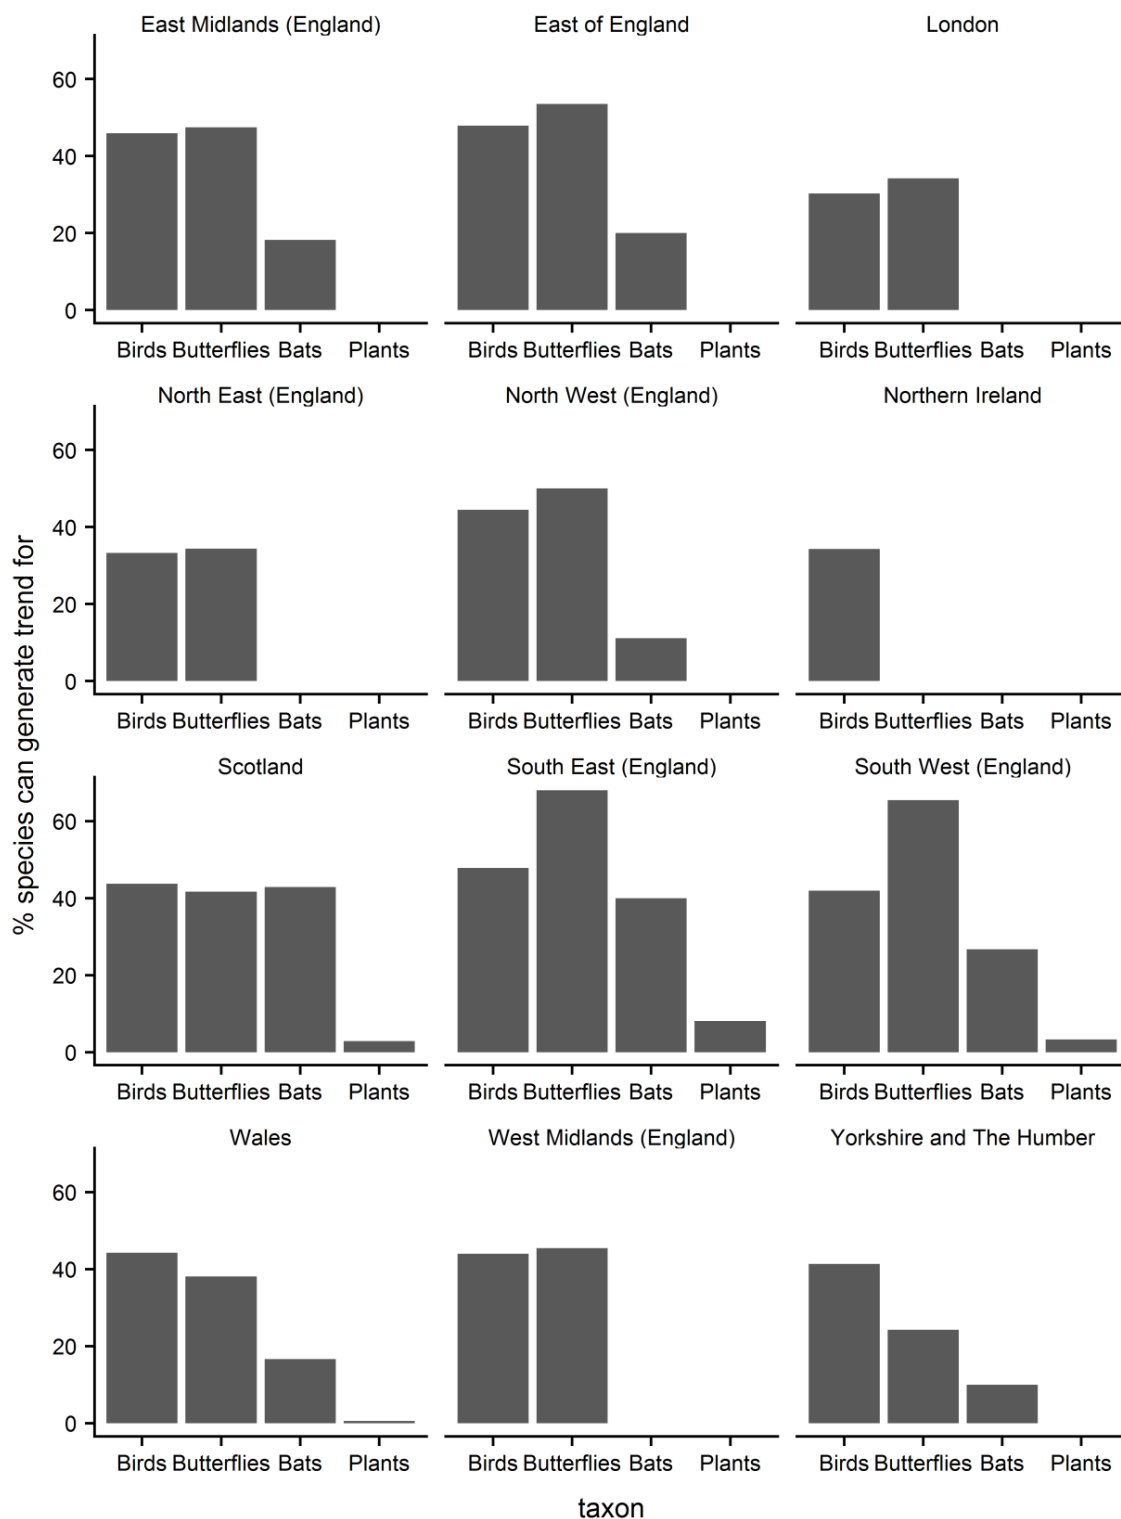 East Midlands (England) East of England London
60
40
20
0
Birds Butterflies Bats Plants Birds Butterflies Bats Plants Birds Butterflies Bats Plants
North East (England) North West (England) Northern Ireland
60
40
20
0
Birds Butterflies Bats Plants Birds Butterflies Bats Plants Birds Butterflies Bats Plants
% species can generate trend for
Scotland South East (England) South West (England)
60
40
20
0
Birds Butterflies Bats Plants Birds Butterflies Bats Plants Birds Butterflies Bats Plants
Wales West Midlands (England) Yorkshire and The Humber
60
40
20
0
Birds Butterflies Bats Plants Birds Butterflies Bats Plants Birds Butterflies Bats Plants
taxon